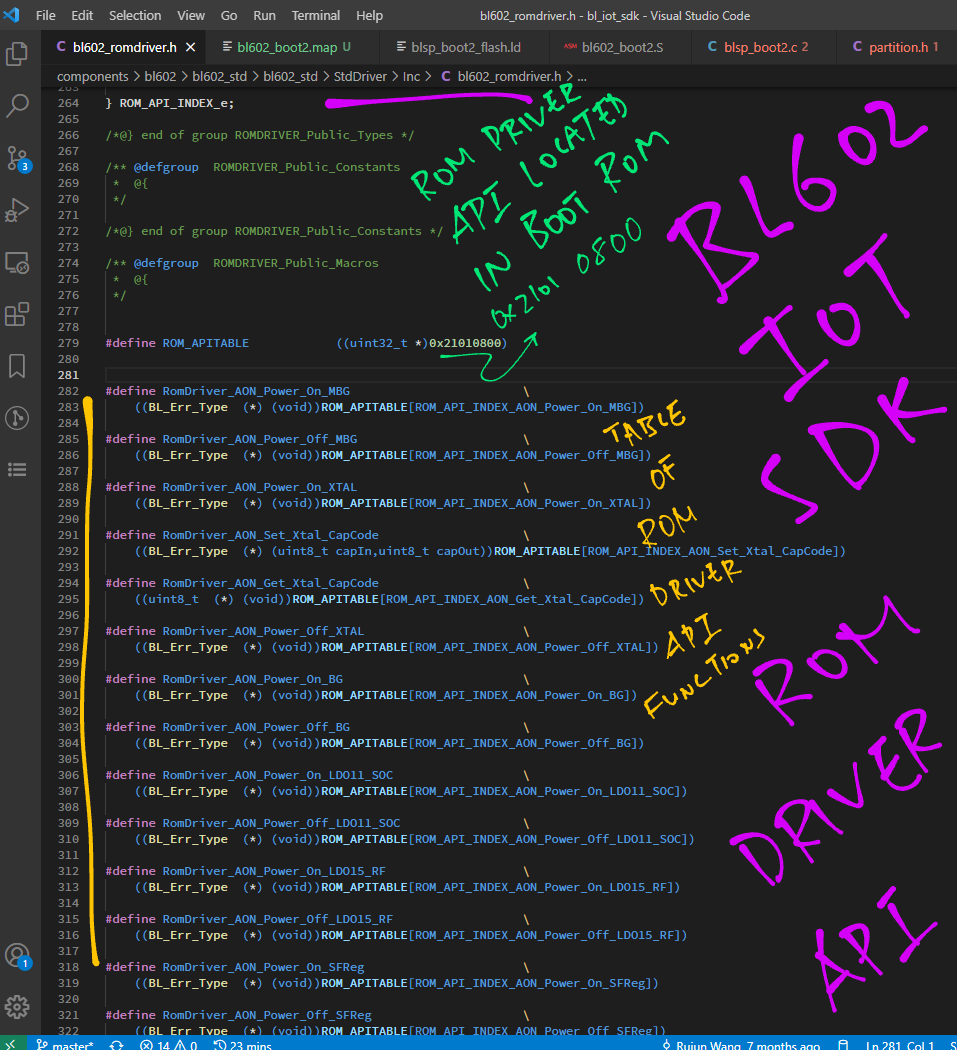 File Edit Selection View Go Run Terminal Help bl602_romdriver.h - bl_iot_sdk - Visual Studio Code
C bl602_romdriver.h × bl602_boot2.map U blsp_boot2_flash.ld ASM bl602_boot2.S C blsp_boot2.c 2 C partition.h 1
components > bl602 > bl602_std > bl602_std > StdDriver > Inc > C bl602_romdriver.h > ...
263
264 } ROM_API_INDEX_e;
265
266 /*@} end of group ROMDRIVER_Public_Types */
267
268 /** @defgroup ROMDRIVER_Public_Constants
269 * @{
270 */
271
272 /*@} end of group ROMDRIVER_Public_Constants */
273
274 /** @defgroup ROMDRIVER_Public_Macros
275 * @{
276 */
277
278
279 #define ROM_APITABLE ((uint32_t *)0x21010800)
280
281
282 #define RomDriver_AON_Power_On_MBG \
283 ((BL_Err_Type (*) (void))ROM_APITABLE[ROM_API_INDEX_AON_Power_On_MBG])
284
285 #define RomDriver_AON_Power_Off_MBG \
286 ((BL_Err_Type (*) (void))ROM_APITABLE[ROM_API_INDEX_AON_Power_Off_MBG])
287
288 #define RomDriver_AON_Power_On_XTAL \
289 ((BL_Err_Type (*) (void))ROM_APITABLE[ROM_API_INDEX_AON_Power_On_XTAL])
290
291 #define RomDriver_AON_Set_Xtal_CapCode \
292 ((BL_Err_Type (*) (uint8_t capIn,uint8_t capOut))ROM_APITABLE[ROM_API_INDEX_AON_Set_Xtal_CapCode])
293
294 #define RomDriver_AON_Get_Xtal_CapCode \
295 ((uint8_t (*) (void))ROM_APITABLE[ROM_API_INDEX_AON_Get_Xtal_CapCode])
296
297 #define RomDriver_AON_Power_Off_XTAL \
298 ((BL_Err_Type (*) (void))ROM_APITABLE[ROM_API_INDEX_AON_Power_Off_XTAL])
299
300 #define RomDriver_AON_Power_On_BG \
301 ((BL_Err_Type (*) (void))ROM_APITABLE[ROM_API_INDEX_AON_Power_On_BG])
302
303 #define RomDriver_AON_Power_Off_BG \
304 ((BL_Err_Type (*) (void))ROM_APITABLE[ROM_API_INDEX_AON_Power_Off_BG])
305
306 #define RomDriver_AON_Power_On_LDO11_SOC \
307 ((BL_Err_Type (*) (void))ROM_APITABLE[ROM_API_INDEX_AON_Power_On_LDO11_SOC])
308
309 #define RomDriver_AON_Power_Off_LDO11_SOC \
310 ((BL_Err_Type (*) (void))ROM_APITABLE[ROM_API_INDEX_AON_Power_Off_LDO11_SOC])
311
312 #define RomDriver_AON_Power_On_LDO15_RF \
313 ((BL_Err_Type (*) (void))ROM_APITABLE[ROM_API_INDEX_AON_Power_On_LDO15_RF])
314
315 #define RomDriver_AON_Power_Off_LDO15_RF \
316 ((BL_Err_Type (*) (void))ROM_APITABLE[ROM_API_INDEX_AON_Power_Off_LDO15_RF])
317
318 #define RomDriver_AON_Power_On_SFReg \
319 ((BL_Err_Type (*) (void))ROM_APITABLE[ROM_API_INDEX_AON_Power_On_SFReg])
320
321 #define RomDriver_AON_Power_Off_SFReg \
322 ((BL_Err_Type (*) (void))ROM_APITABLE[ROM_API_INDEX_AON_Power_Off_SFReg])
ROM DRIVER
API LOCATED
IN BOOT ROM
0x2101 0800
TABLE
OF
ROM
DRIVER
API
FUNCTIONS
BL602
IOT
SDK
ROM
DRIVER
API
3
1
master* 14 0 23 mins Ruijun Wang, 7 months ago Ln 281, Col 1 S